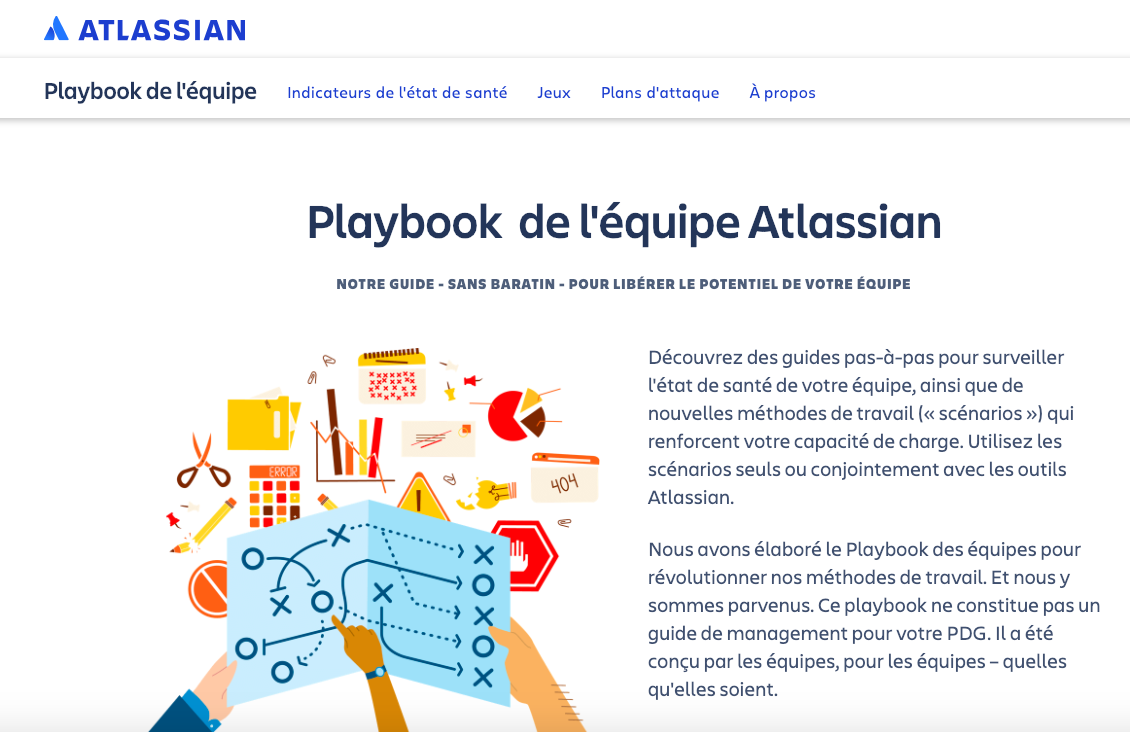 ATLASSIAN
Playbook de l'équipe Indicateurs de l'état de santé Jeux Plans d'attaque À propos
Playbook de l'équipe Atlassian
NOTRE GUIDE - SANS BARATIN - POUR LIBÉRER LE POTENTIEL DE VOTRE ÉQUIPE
ERROR
404
Découvrez des guides pas-à-pas pour surveiller
l'état de santé de votre équipe, ainsi que de
nouvelles méthodes de travail (« scénarios ») qui
renforcent votre capacité de charge. Utilisez les
scénarios seuls ou conjointement avec les outils
Atlassian.
Nous avons élaboré le Playbook des équipes pour
révolutionner nos méthodes de travail. Et nous y
sommes parvenus. Ce playbook ne constitue pas un
guide de management pour votre PDG. Il a été
conçu par les équipes, pour les équipes – quelles
qu'elles soient.